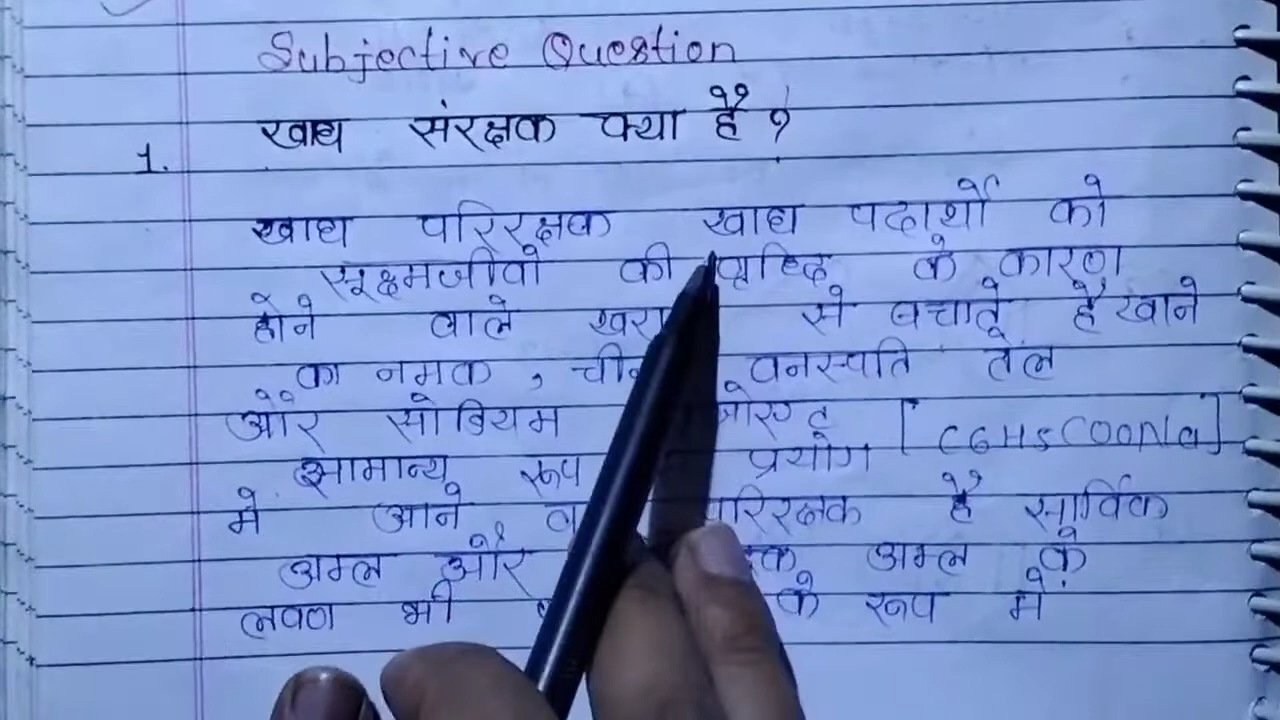 Subjective Question
1. खाद्य संरक्षक क्या है ?
खाद्य परिरक्षक खाद्य पदार्थों को
सूक्ष्मजीवो की वृध्दि के कारण
होने वाले से बचाते है खाने
का नमक , वनस्पति तेल
और सोडियम [C6H5COONa]
सामान्य रूप प्रयोग
मे आने परिरक्षक है सार्विक
अम्ल और अम्ल के
लवण भी के रूप में